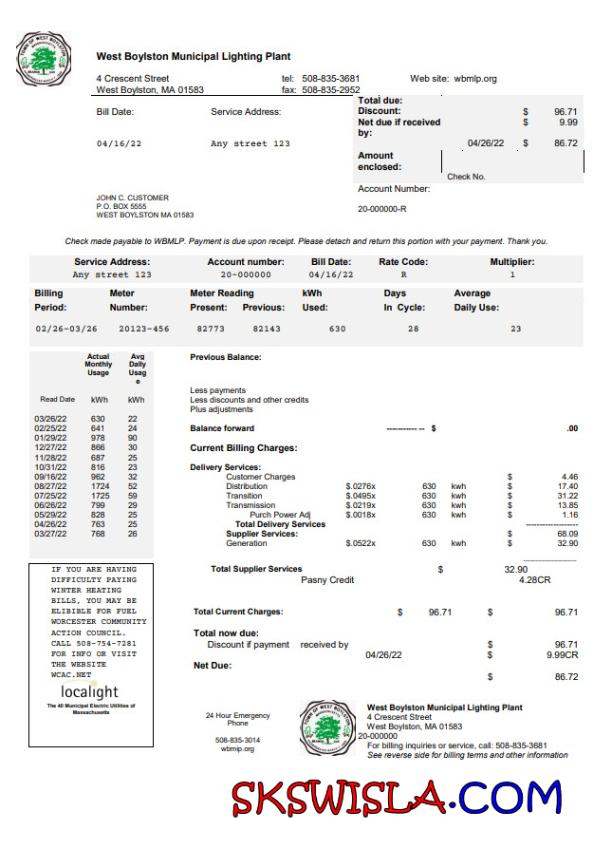 West Boylston Municipal Lighting Plant
4 Crescent Street tel: 508-835-3681 Web site: wbmlp.org
West Boylston, MA 01583 fax: 508-835-2952
Bill Date: Service Address:
04/16/22 Any street 123
Total due:
Discount: $ 96.71
Net due if received by: $ 9.99
04/26/22 $ 86.72
Amount enclosed:
Check No.
Account Number:
20-000000-R
JOHN C. CUSTOMER
P.O. BOX 5555
WEST BOYLSTON MA 01583
Check made payable to WBMLP. Payment is due upon receipt. Please detach and return this portion with your payment. Thank you.
Service Address: Account number: Bill Date: Rate Code: Multiplier:
Any street 123 20-000000 04/16/22 R 1
Billing Meter Meter Reading kWh Days Average
Period: Number: Present: Previous: Used: In Cycle: Daily Use:
02/26-03/26 20123-456 82773 82143 630 28 23
Actual Monthly Usage Avg Daily Usag e
Read Date kWh kWh
03/26/22 630 22
02/25/22 641 24
01/29/22 978 90
12/27/22 866 30
11/28/22 687 25
10/31/22 816 23
09/16/22 962 32
08/27/22 1724 52
07/25/22 1725 59
06/26/22 799 29
05/29/22 828 25
04/26/22 763 25
03/27/22 768 26
Previous Balance:
Less payments
Less discounts and other credits
Plus adjustments
Balance forward ----------- -- $ .00
Current Billing Charges:
Delivery Services:
Customer Charges $ 4.46
Distribution $.0276x 630 kwh $ 17.40
Transition $.0495x 630 kwh $ 31.22
Transmission $.0219x 630 kwh $ 13.85
Purch Power Adj $.0018x 630 kwh $ 1.16
Total Delivery Services -------------------
Supplier Services: $ 68.09
Generation $.0522x 630 kwh $ 32.90
-------------------
Total Supplier Services $ 32.90
Pasny Credit 4.28CR
Total Current Charges: $ 96.71 $ 96.71
Total now due: $ 96.71
Discount if payment received by
04/26/22 $ 9.99CR
Net Due:
$ 86.72
IF YOU ARE HAVING
DIFFICULTY PAYING
WINTER HEATING
BILLS, YOU MAY BE
ELIBIBLE FOR FUEL
WORCESTER COMMUNITY
ACTION COUNCIL.
CALL 508-754-7281
FOR INFO OR VISIT
THE WEBSITE
WCAC.NET
localight
The 40 Municipal Electric Utilities of
Massachusetts
24 Hour Emergency
Phone
508-835-3014
wbmlp.org
West Boylston Municipal Lighting Plant
4 Crescent Street
West Boylston, MA 01583
20-000000
For billing inquiries or service, call: 508-835-3681
See reverse side for billing terms and other information
SKSWISLA.COM